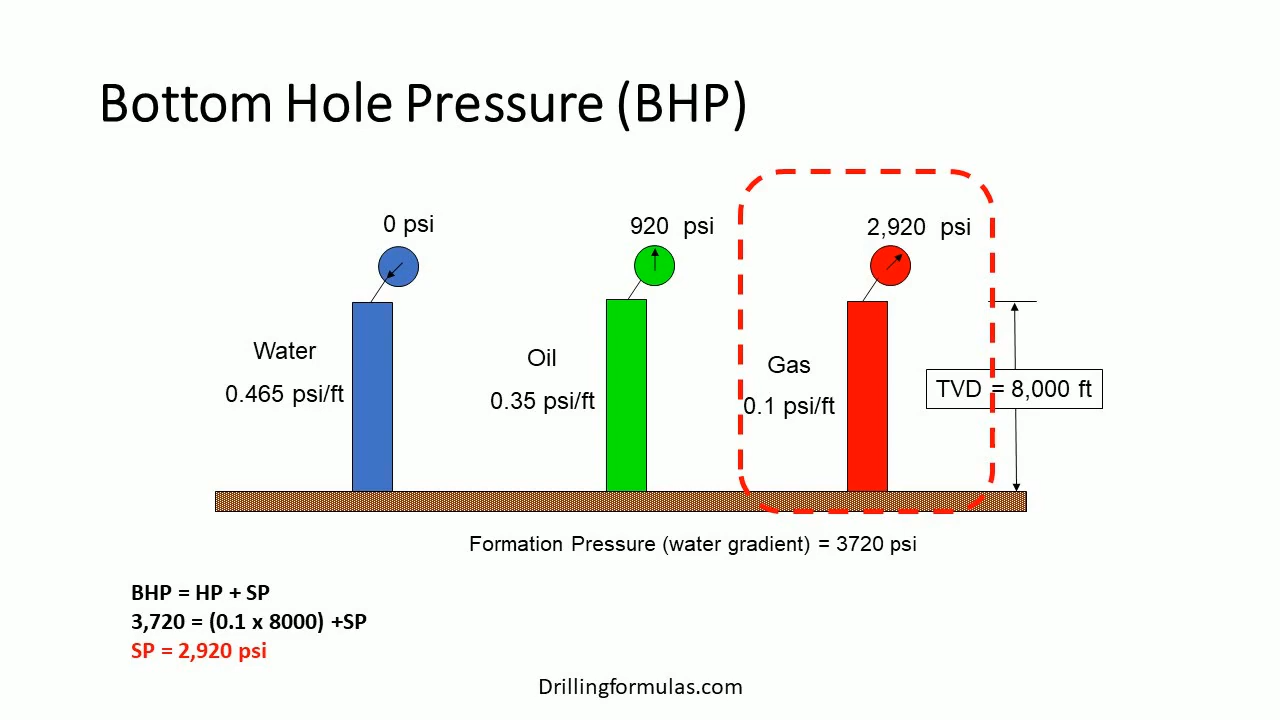 Bottom Hole Pressure (BHP)
0 psi
920 psi
2,920 psi
Water
0.465 psi/ft
Oil
0.35 psi/ft
Gas
0.1 psi/ft
TVD = 8,000 ft
Formation Pressure (water gradient) = 3720 psi
BHP = HP + SP
3,720 = (0.1 x 8000) +SP
SP = 2,920 psi
Drillingformulas.com